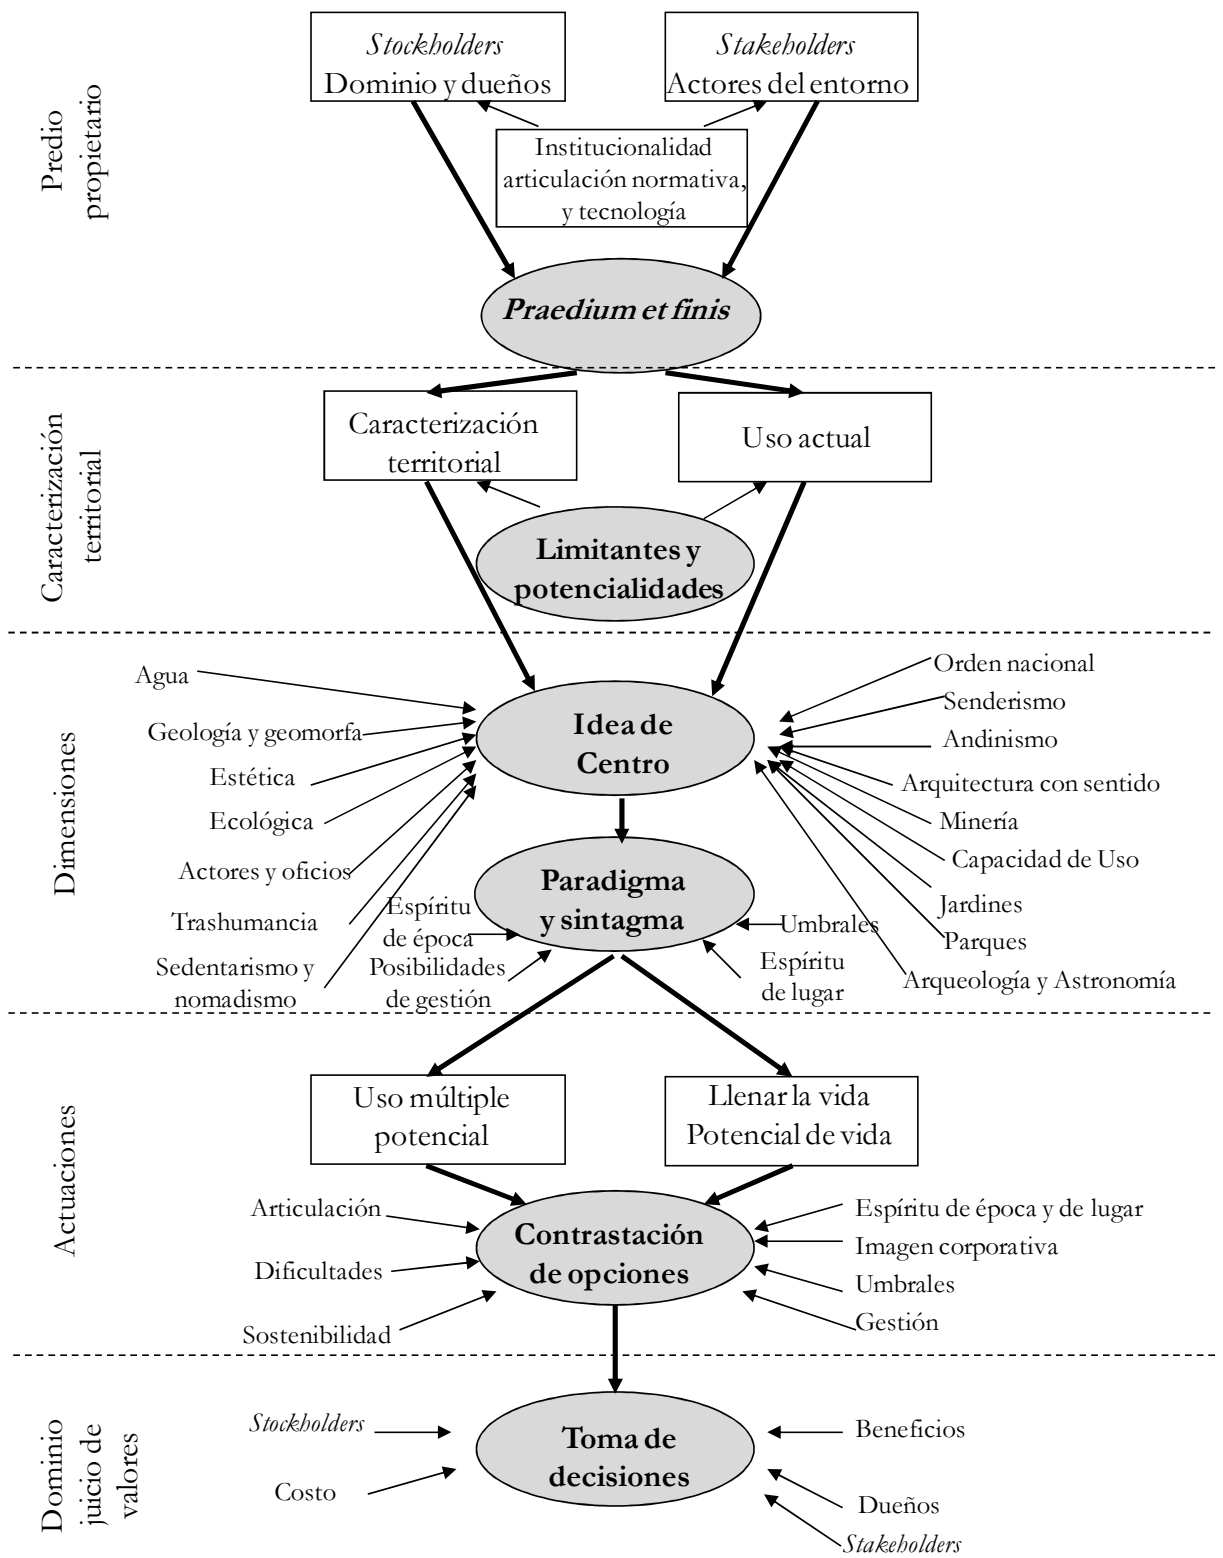 Predio
propietario
Stockholders
Dominio y dueños
Stakeholders
Actores del entorno
Institucionalidad
articulación normativa,
y tecnología
Praedium et finis
Caracterización
territorial
Caracterización
territorial
Uso actual
Limitantes y
potencialidades
Dimensiones
Agua
Geología y geomorfa
Estética
Ecológica
Actores y oficios
Trashumancia
Sedentarismo y
nomadismo
Idea de
Centro
Orden nacional
Senderismo
Andinismo
Arquitectura con sentido
Minería
Capacidad de Uso
Jardines
Parques
Arqueología y Astronomía
Paradigma
y sintagma
Espíritu
de época
Posibilidades
de gestión
Umbrales
Espíritu
de lugar
Actuaciones
Uso múltiple
potencial
Llenar la vida
Potencial de vida
Articulación
Dificultades
Sostenibilidad
Contrastación
de opciones
Espíritu de época y de lugar
Imagen corporativa
Umbrales
Gestión
Dominio
juicio de
valores
Stockholders
Costo
Toma de
decisiones
Beneficios
Dueños
Stakeholders